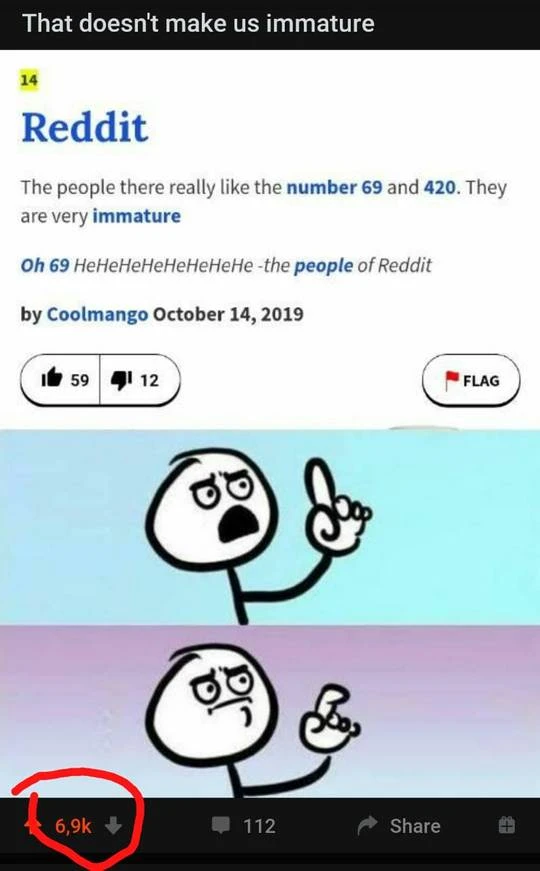 That doesn't make us immature
14
Reddit
The people there really like the number 69 and 420. They
are very immature
Oh 69 HeHeHeHeHeHeHeHe -the people of Reddit
by Coolmango October 14, 2019
59 12 FLAG
6,9k 112 Share